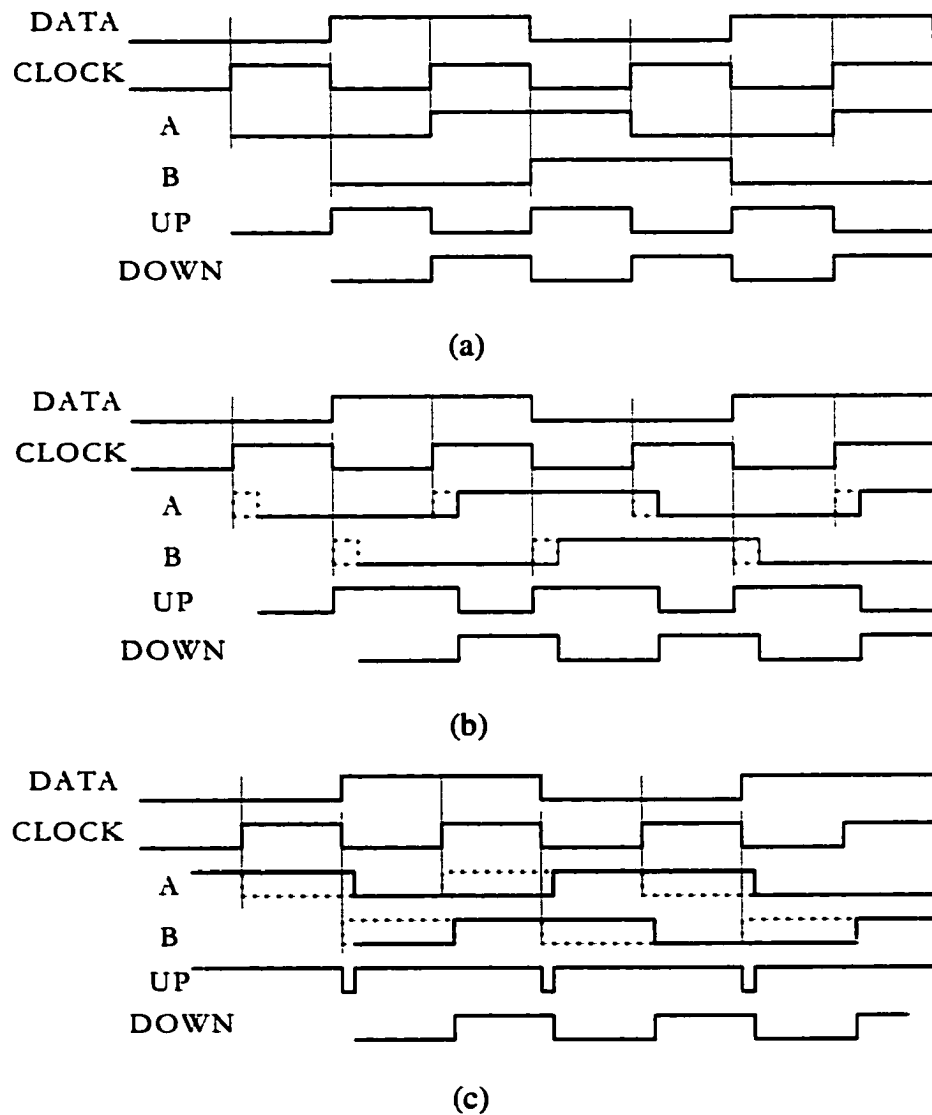 DATA
CLOCK
A
B
UP
DOWN
(a)
DATA
CLOCK
A
B
UP
DOWN
(b)
DATA
CLOCK
A
B
UP
DOWN
(c)